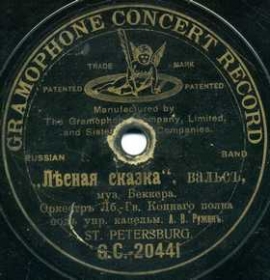 GRAMOPHONE CONCERT RECORD
TRADE MARK
PATENTED PATENTED
Manufactured by
The Gramophone Company, Limited,
and Sister Companies.
RUSSIAN BAND
„Лѣсная сказка“, вальсъ,
муз. Беккера.
Оркестръ Лб.-Гв. Коннаго полка
подъ упр. капельм. А. В. Ружекъ.
ST. PETERSBURG.
G.C.-20441